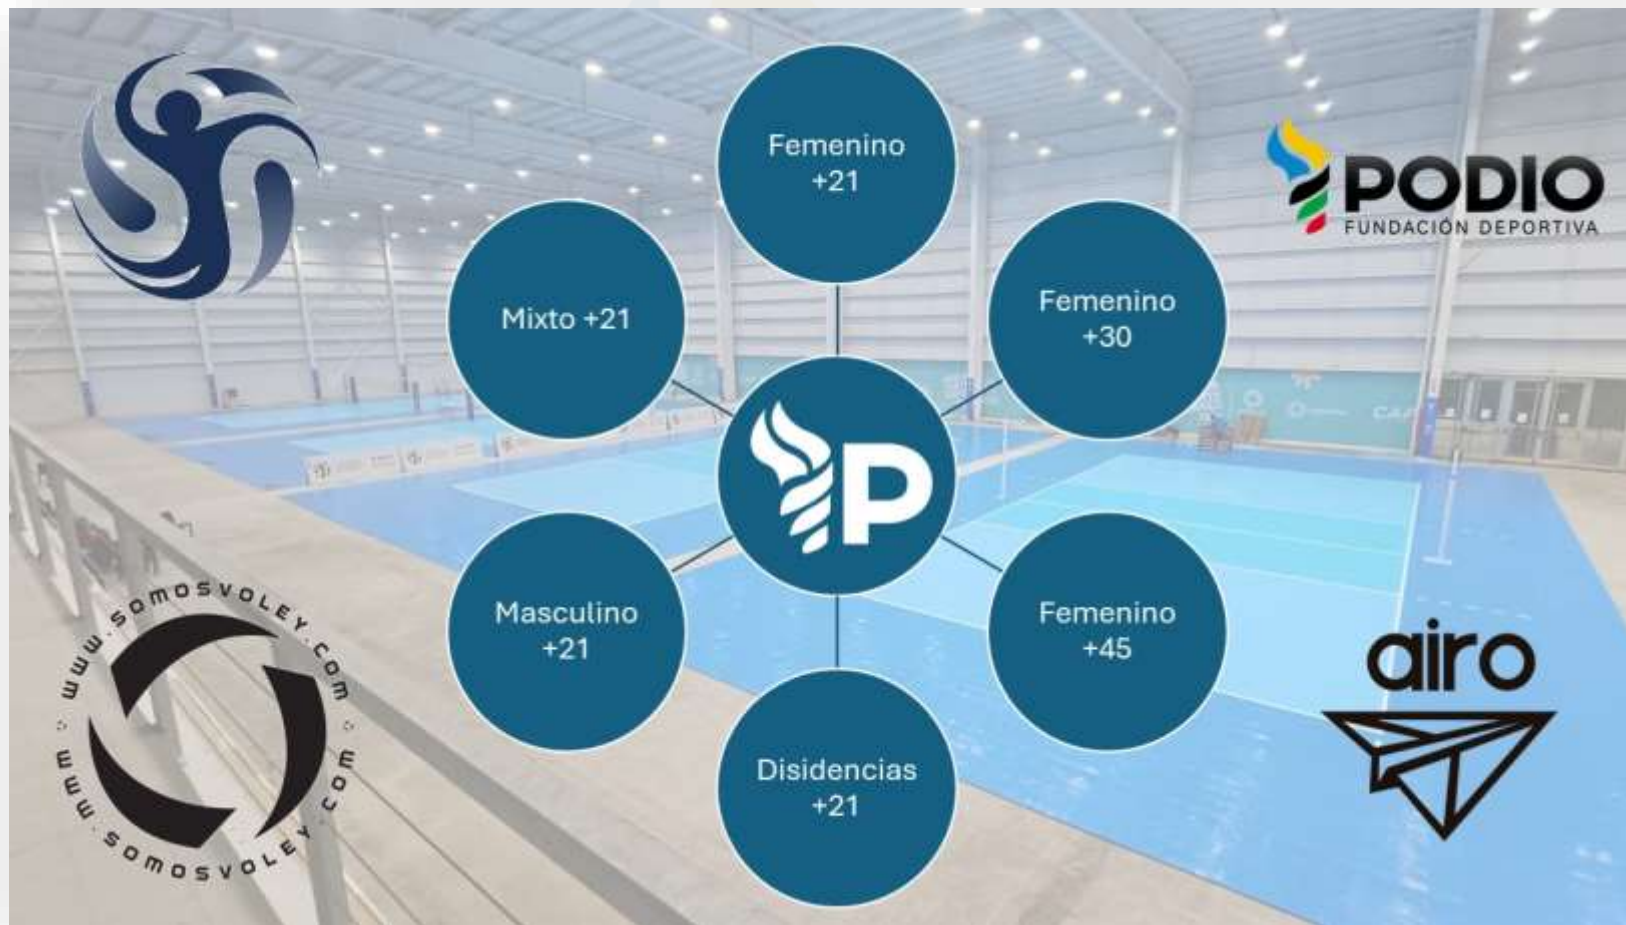 Femenino
+21
PODIO
FUNDACIÓN DEPORTIVA
Mixto +21
Femenino
+30
P
Masculino
+21
Femenino
+45
www.somosvoley.com
www.somosvoley.com
airo
Disidencias
+21